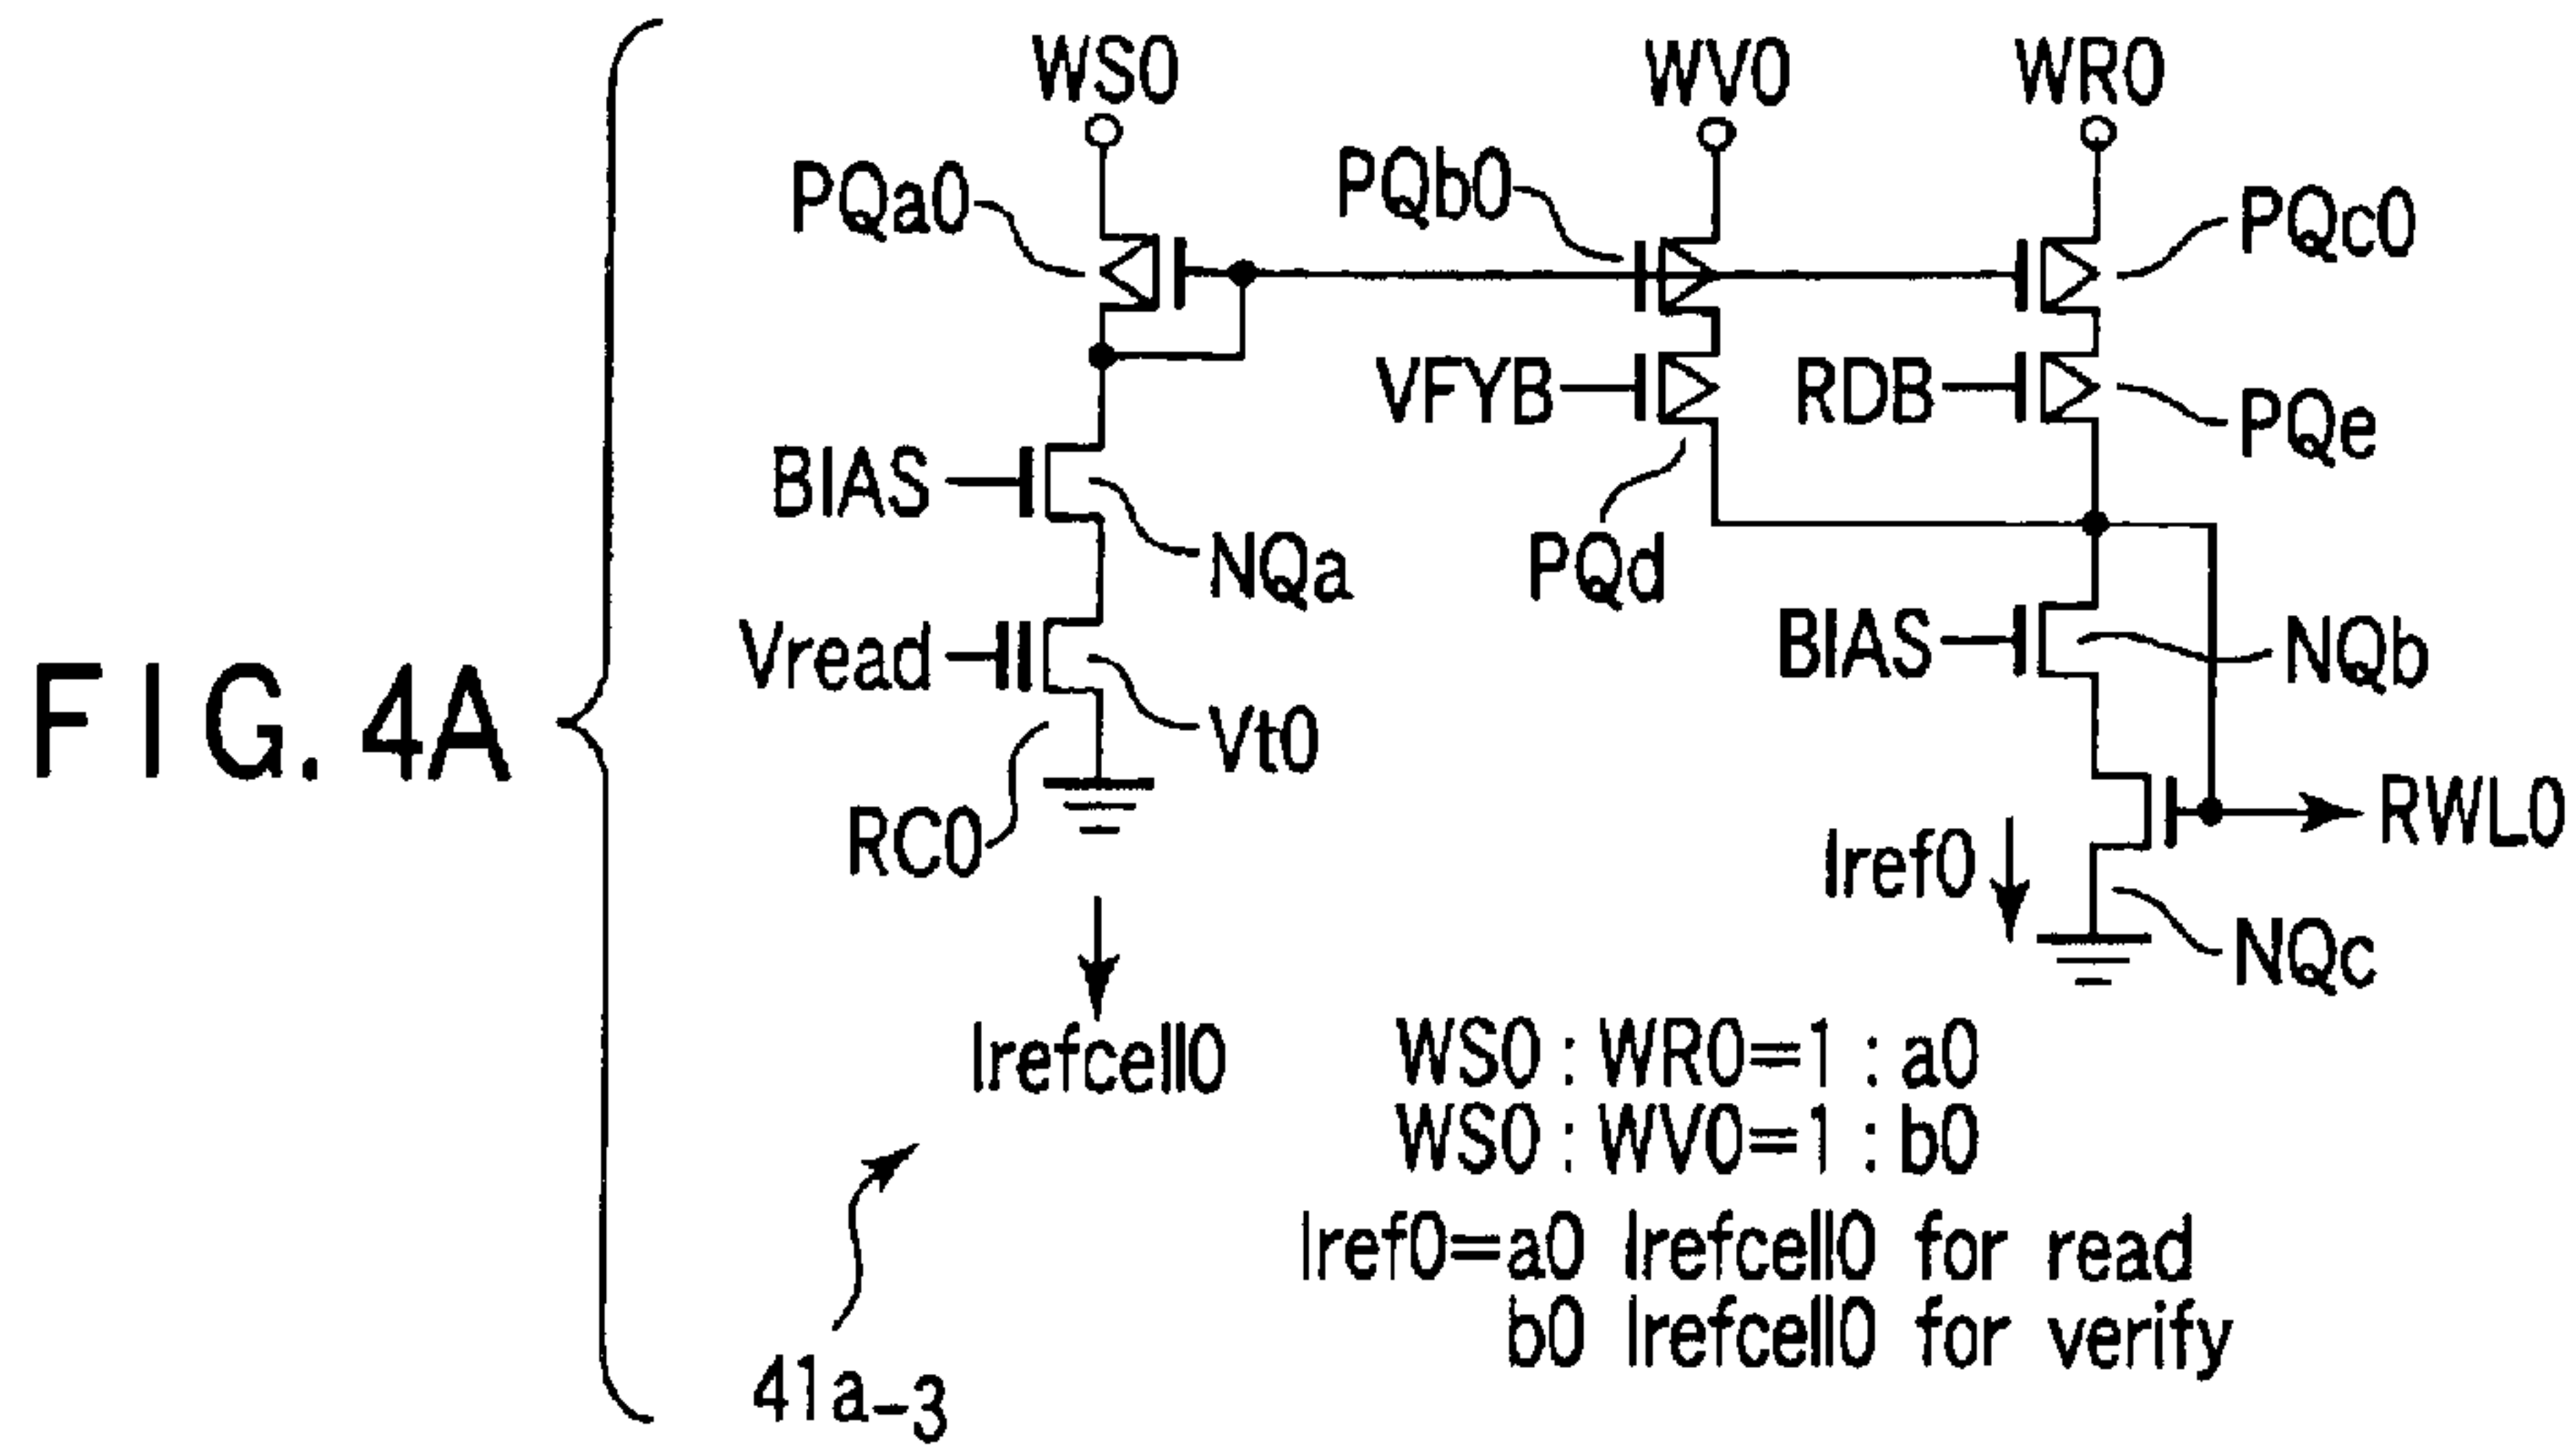 FIG. 4A
WS0
WV0
WR0
PQa0
PQb0
PQc0
VFYB
RDB
PQe
BIAS
NQa
PQd
Vread
Vt0
BIAS
NQb
RC0
Iref0
RWL0
NQc
Irefcell0
WS0 : WR0=1 : a0
WS0 : WV0=1 : b0
Iref0=a0 Irefcell0 for read
b0 Irefcell0 for verify
41a-3